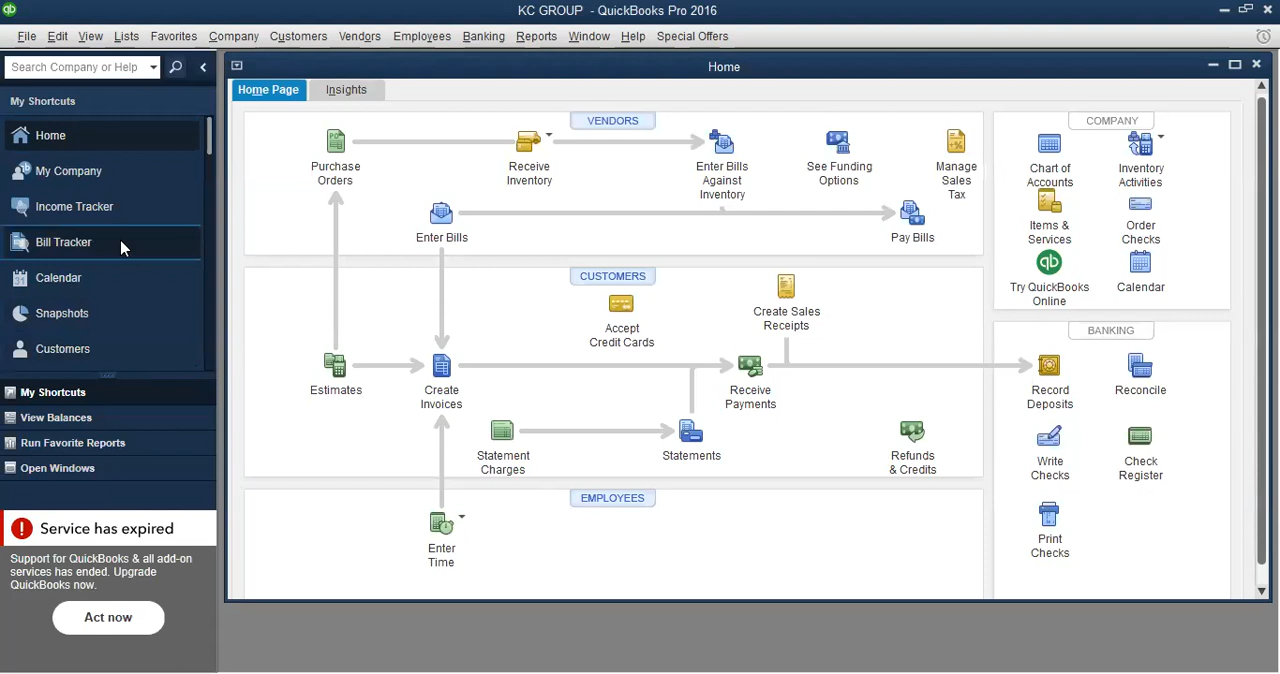 qb
KC GROUP - QuickBooks Pro 2016
File Edit View Lists Favorites Company Customers Vendors Employees Banking Reports Window Help Special Offers
Search Company or Help
My Shortcuts
Home
My Company
Income Tracker
Bill Tracker
Calendar
Snapshots
Customers
My Shortcuts
View Balances
Run Favorite Reports
Open Windows
Service has expired
Support for QuickBooks & all add-on
services has ended. Upgrade
QuickBooks now.
Act now
Home
Home Page Insights
VENDORS
Purchase
Orders
Receive
Inventory
Enter Bills
Against
Inventory
See Funding
Options
Manage
Sales
Tax
Enter Bills
Pay Bills
CUSTOMERS
Accept
Credit Cards
Create Sales
Receipts
Estimates
Create
Invoices
Receive
Payments
Statement
Charges
Statements
Refunds
& Credits
EMPLOYEES
Enter
Time
COMPANY
Chart of
Accounts
Inventory
Activities
Items &
Services
Order
Checks
qb
Try QuickBooks
Online
Calendar
BANKING
Record
Deposits
Reconcile
Write
Checks
Check
Register
Print
Checks